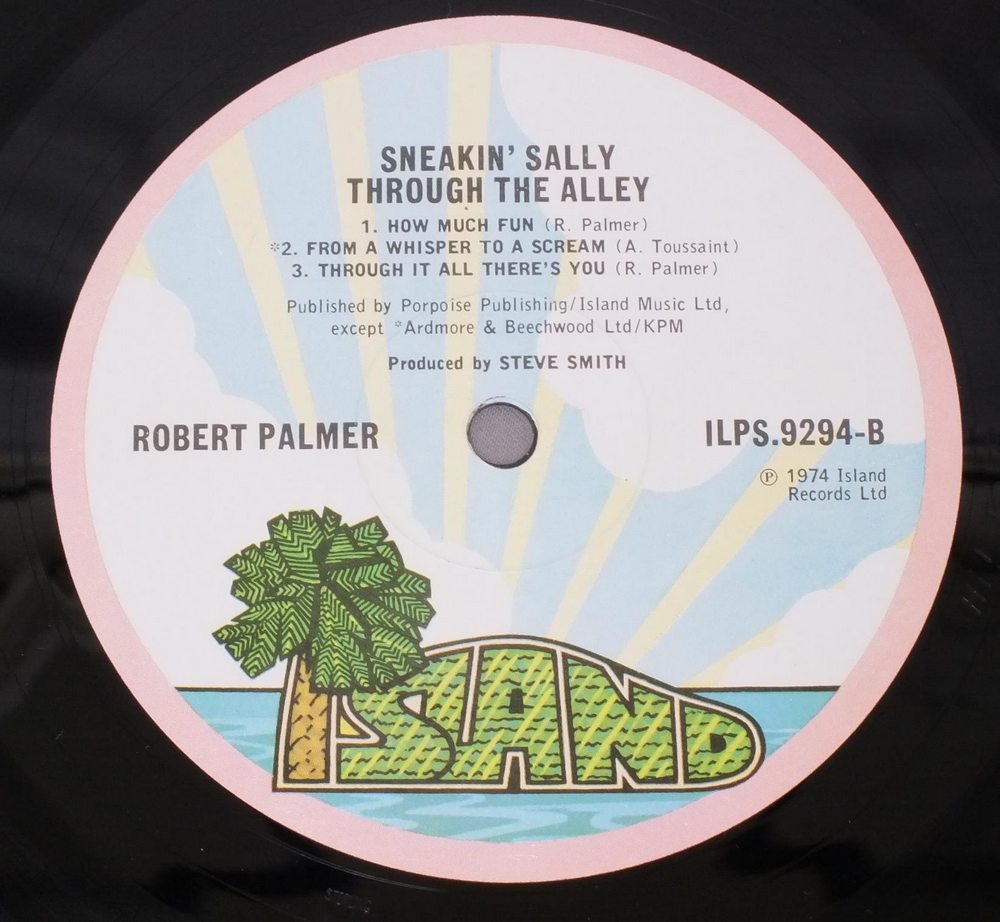 SNEAKIN' SALLY
THROUGH THE ALLEY
1. HOW MUCH FUN (R. Palmer)
*2. FROM A WHISPER TO A SCREAM (A. Toussaint)
3. THROUGH IT ALL THERE'S YOU (R. Palmer)
Published by Porpoise Publishing/Island Music Ltd,
except *Ardmore & Beechwood Ltd/KPM
Produced by STEVE SMITH
ROBERT PALMER
ILPS.9294-B
Ⓟ 1974 Island
Records Ltd
ISLAND